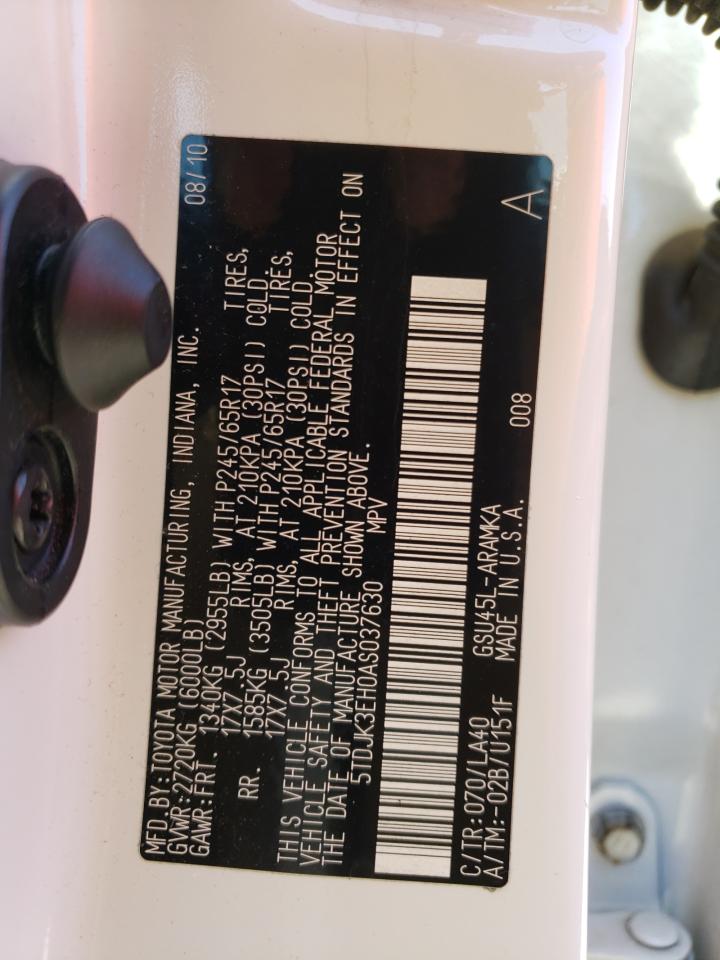 MFD.BY:TOYOTA MOTOR MANUFACTURING, INDIANA, INC. 08/10
GVWR:2720KG(6000LB)
GAWR:FRT. 1340KG (2955LB) WITH P245/65R17 TIRES,
17X7.5J RIMS, AT 210KPA (30PSI) COLD.
RR. 1585KG (3505LB) WITH P245/65R17 TIRES,
17X7.5J RIMS, AT 210KPA (30PSI) COLD.
THIS VEHICLE CONFORMS TO ALL APPLICABLE FEDERAL MOTOR
VEHICLE SAFETY AND THEFT PREVENTION STANDARDS IN EFFECT ON
THE DATE OF MANUFACTURE SHOWN ABOVE.
5TDJK3EH0AS037630 MPV
C/TR:070/LA40 GSU45L-ARAMKA 008 A
A/TM:-02B/U151F MADE IN U.S.A.